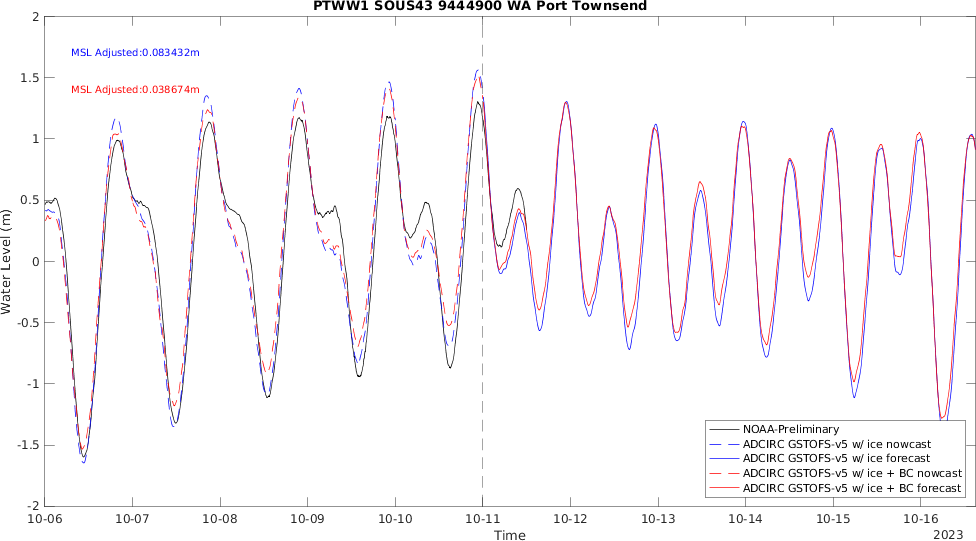 PTWW1 SOUS43 9444900 WA Port Townsend
MSL Adjusted:0.083432m
MSL Adjusted:0.038674m
Water Level (m)
2
1.5
1
0.5
0
-0.5
-1
-1.5
-2
NOAA-Preliminary
ADCIRC GSTOFS-v5 w/ ice nowcast
ADCIRC GSTOFS-v5 w/ ice forecast
ADCIRC GSTOFS-v5 w/ ice + BC nowcast
ADCIRC GSTOFS-v5 w/ ice + BC forecast
10-06 10-07 10-08 10-09 10-10 10-11 10-12 10-13 10-14 10-15 10-16
Time
2023